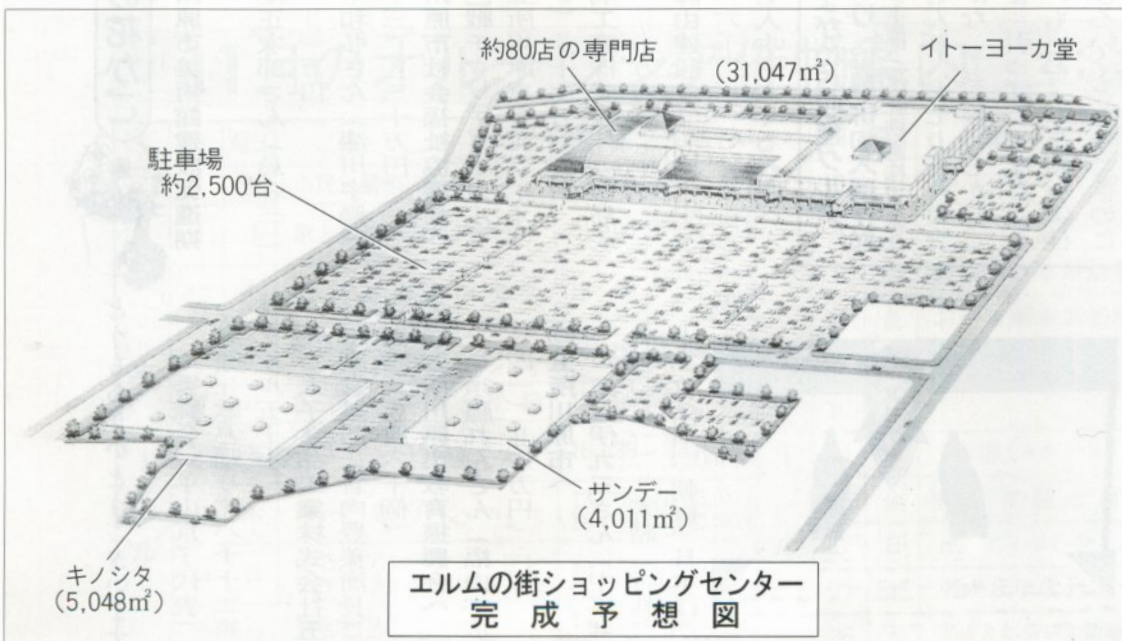 約80店の専門店
(31,047㎡)
イトーヨーカ堂
駐車場
約2,500台
サンデー
(4,011㎡)
キノシタ
(5,048㎡)
エルムの街ショッピングセンター
完成予想図